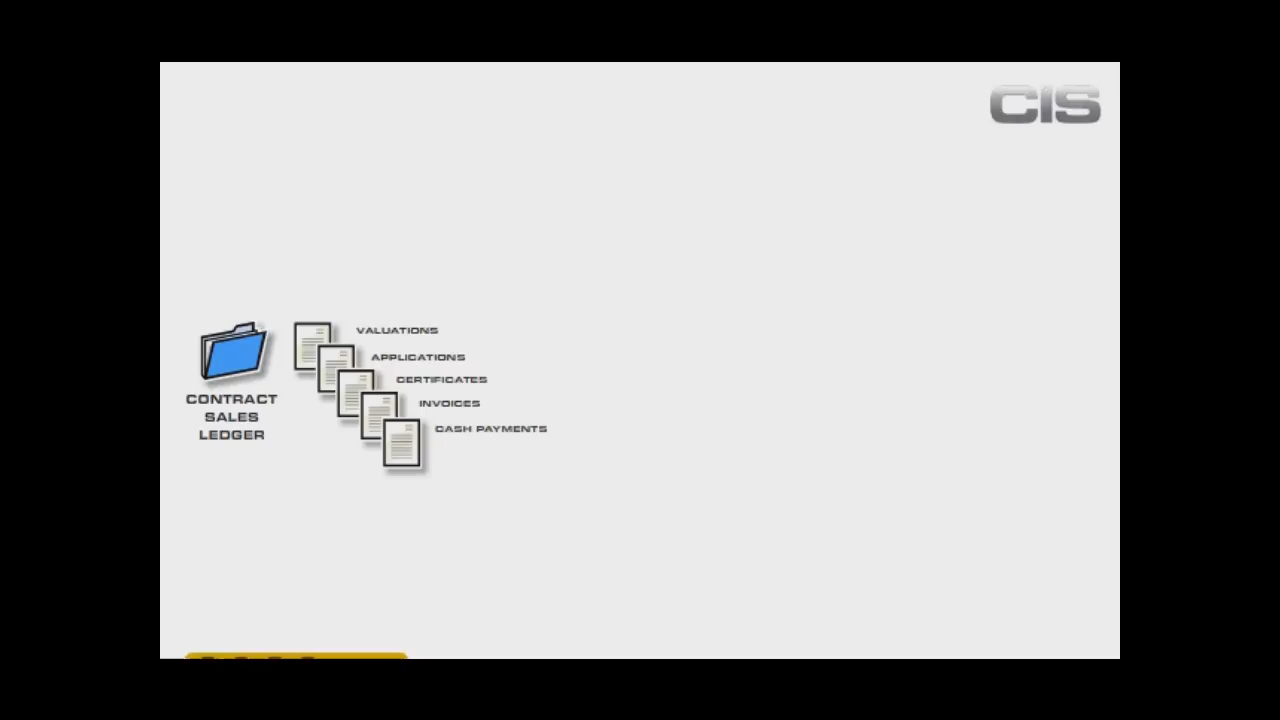 CIS
VALUATIONS
APPLICATIONS
CERTIFICATES
INVOICES
CASH PAYMENTS
CONTRACT
SALES
LEDGER